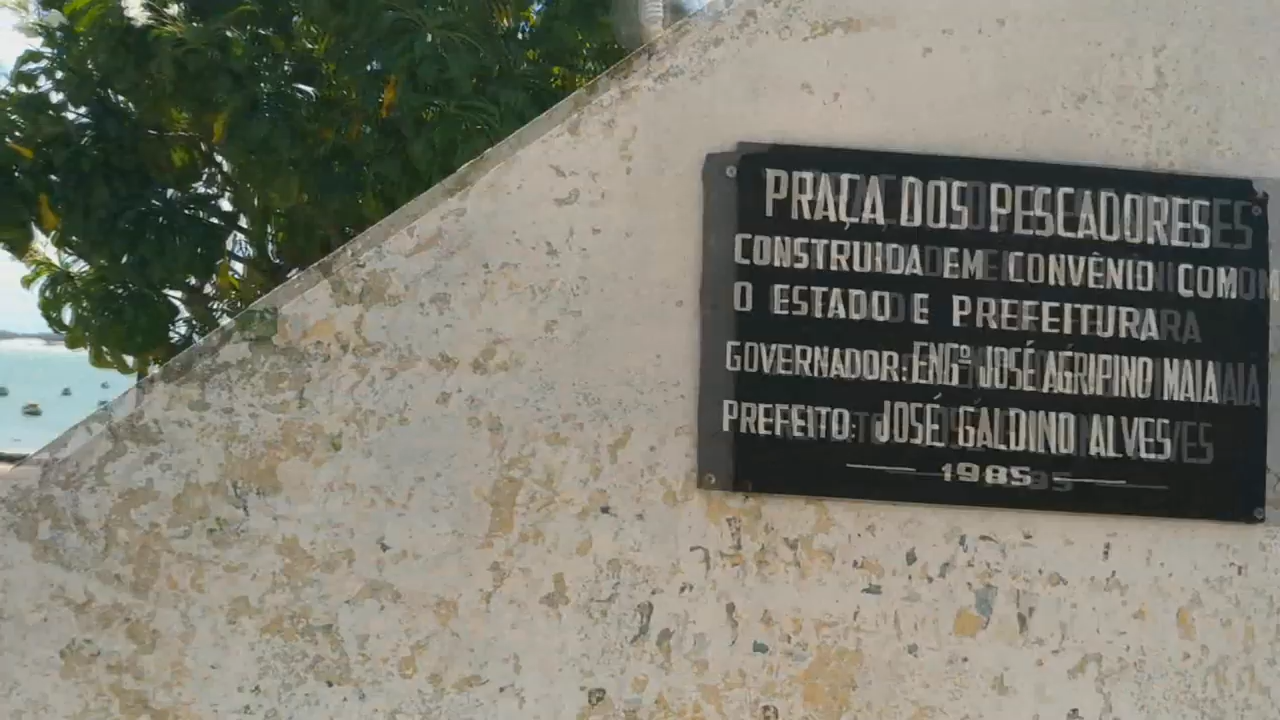 PRAÇA DOS PESCADORES
CONSTRUIDA EM CONVÊNIO COM
O ESTADO E PREFEITURA
GOVERNADOR: ENGº JOSÉ AGRIPINO MAIA
PREFEITO: JOSÉ GALDINO ALVES
1985